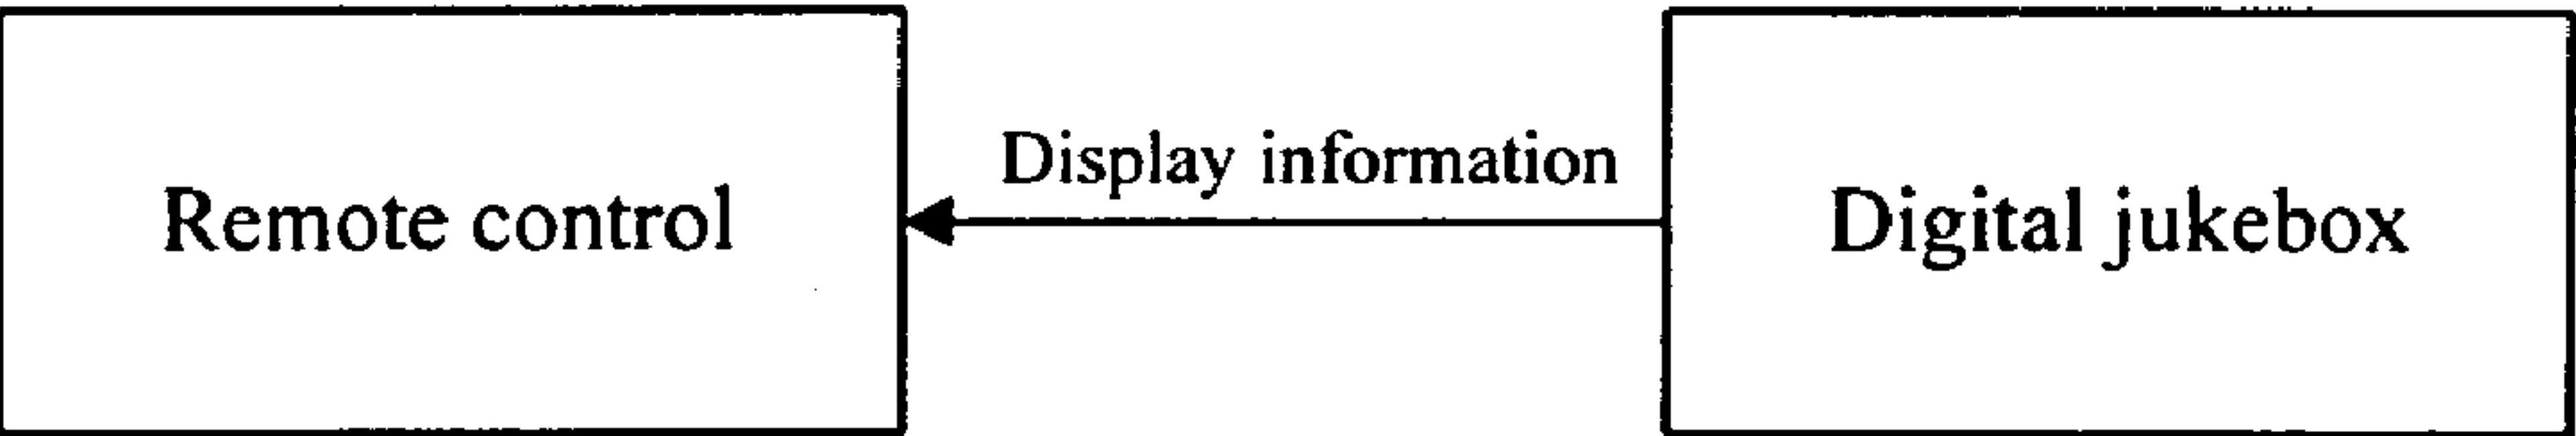 Remote control
Display information
Digital jukebox